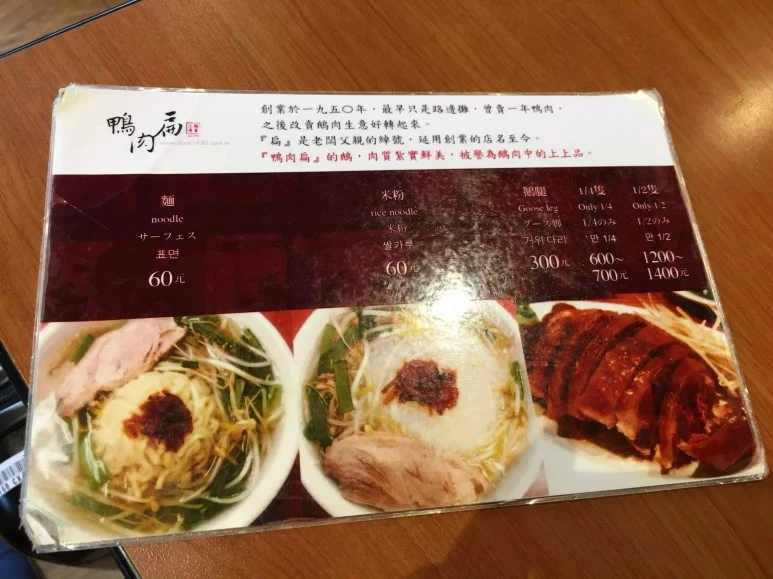 鴨肉扁
創業於一九五〇年，最早只是路邊攤，曾賣一年鴨肉，
之後改賣鵝肉生意好轉起來。
『扁』是老闆父親的綽號，延用創業的店名至今。
『鴨肉扁』的鵝，肉質緊實鮮美，被譽為鵝肉中的上上品。
麵
noodle
サーフェス
표면
60元
米粉
rice noodle
米粉
쌀가루
60元
鵝腿
Goose leg
거위 다리
300元
1/4隻
Only 1/4
1/4のみ
만 1/4
600~
700元
1/2隻
Only 1/2
1/2のみ
만 1/2
1200~
1400元